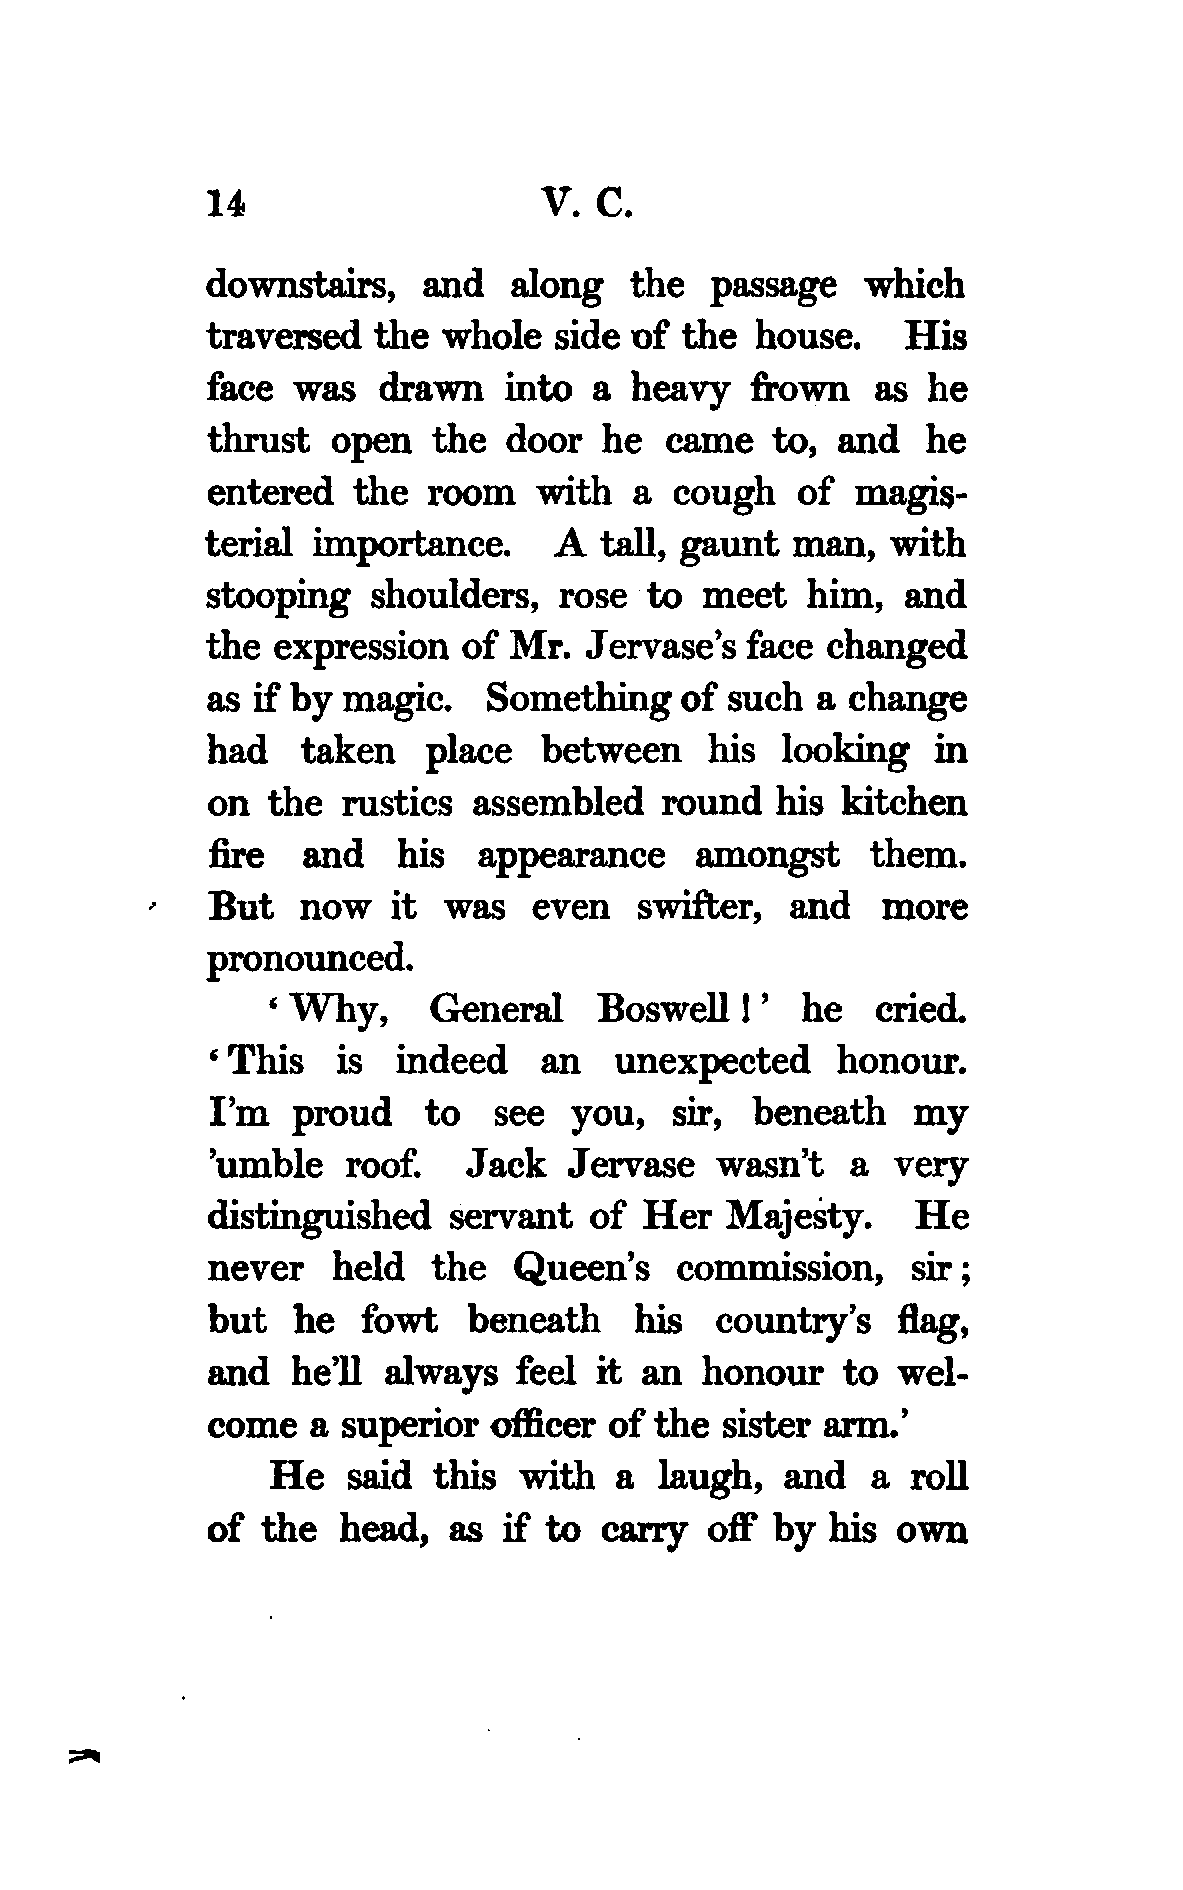 14 V. C.
downstairs, and along the passage which
traversed the whole side of the house. His
face was drawn into a heavy frown as he
thrust open the door he came to, and he
entered the room with a cough of magis-
terial importance. A tall, gaunt man, with
stooping shoulders, rose to meet him, and
the expression of Mr. Jervase's face changed
as if by magic. Something of such a change
had taken place between his looking in
on the rustics assembled round his kitchen
fire and his appearance amongst them.
But now it was even swifter, and more
pronounced.
‘Why, General Boswell!’ he cried.
‘This is indeed an unexpected honour.
I'm proud to see you, sir, beneath my
’umble roof. Jack Jervase wasn't a very
distinguished servant of Her Majesty. He
never held the Queen's commission, sir;
but he fowt beneath his country's flag,
and he'll always feel it an honour to wel-
come a superior officer of the sister arm.’
He said this with a laugh, and a roll
of the head, as if to carry off by his own